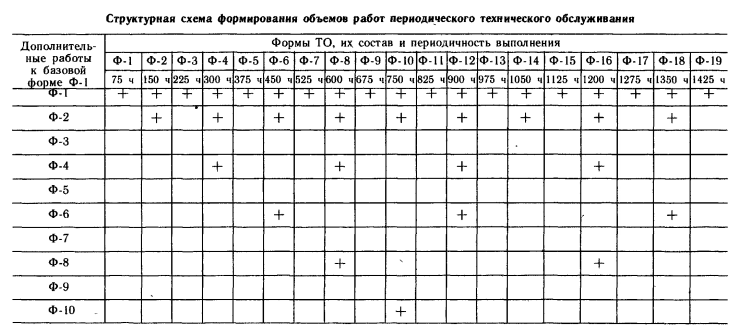 Структурная схема формирования объемов работ периодического технического обслуживания
Дополнитель-
ные работы
к базовой
форме Ф-1
Формы ТО, их состав и периодичность выполнения
Ф-1 Ф-2 Ф-3 Ф-4 Ф-5 Ф-6 Ф-7 Ф-8 Ф-9 Ф-10 Ф-11 Ф-12 Ф-13 Ф-14 Ф-15 Ф-16 Ф-17 Ф-18 Ф-19
75 ч 150 ч 225 ч 300 ч 375 ч 450 ч 525 ч 600 ч 675 ч 750 ч 825 ч 900 ч 975 ч 1050 ч 1125 ч 1200 ч 1275 ч 1350 ч 1425 ч
Ф-1 + + + + + + + + + + + + + + + + + + +
Ф-2 + + + + + + + + +
Ф-3
Ф-4 + + + +
Ф-5
Ф-6 + + +
Ф-7
Ф-8 + +
Ф-9
Ф-10 +